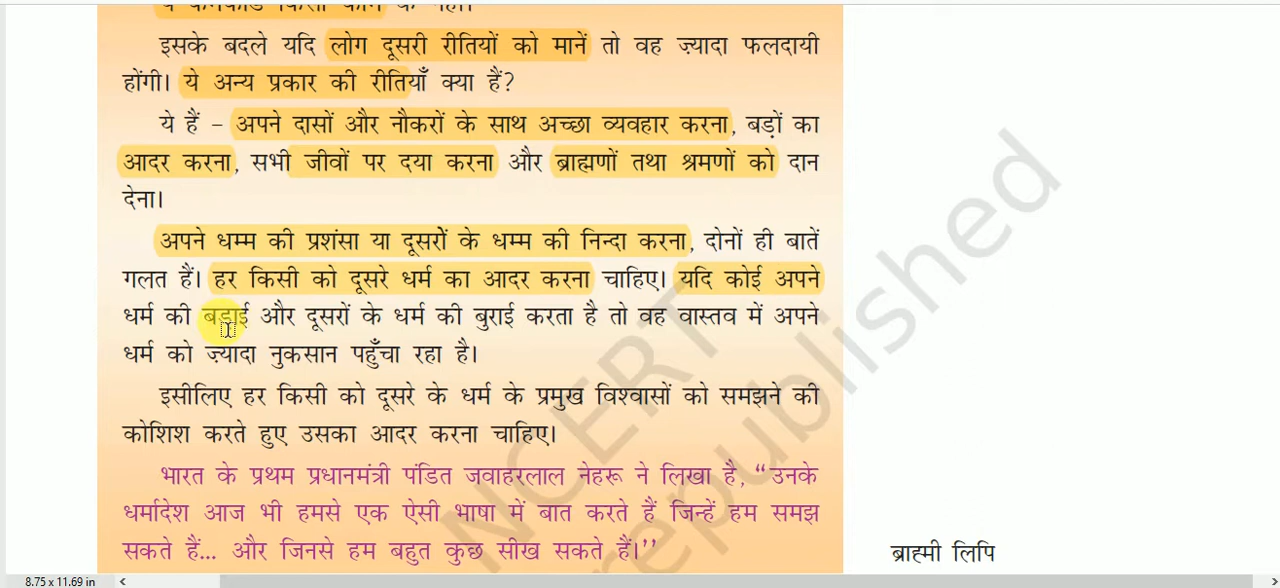 ये कर्मकांड किसी काम के नहीं।
इसके बदले यदि लोग दूसरी रीतियों को मानें तो वह ज़्यादा फलदायी
होंगी। ये अन्य प्रकार की रीतियाँ क्या हैं?
ये हैं – अपने दासों और नौकरों के साथ अच्छा व्यवहार करना, बड़ों का
आदर करना, सभी जीवों पर दया करना और ब्राह्मणों तथा श्रमणों को दान
देना।
अपने धम्म की प्रशंसा या दूसरों के धम्म की निन्दा करना, दोनों ही बातें
गलत हैं। हर किसी को दूसरे धर्म का आदर करना चाहिए। यदि कोई अपने
धर्म की बड़ाई और दूसरों के धर्म की बुराई करता है तो वह वास्तव में अपने
धर्म को ज़्यादा नुकसान पहुँचा रहा है।
इसीलिए हर किसी को दूसरे के धर्म के प्रमुख विश्वासों को समझने की
कोशिश करते हुए उसका आदर करना चाहिए।
भारत के प्रथम प्रधानमंत्री पंडित जवाहरलाल नेहरू ने लिखा है, “उनके
धर्मादेश आज भी हमसे एक ऐसी भाषा में बात करते हैं जिन्हें हम समझ
सकते हैं... और जिनसे हम बहुत कुछ सीख सकते हैं।’’
ब्राह्मी लिपि
NCERT
republished
8.75 x 11.69 in